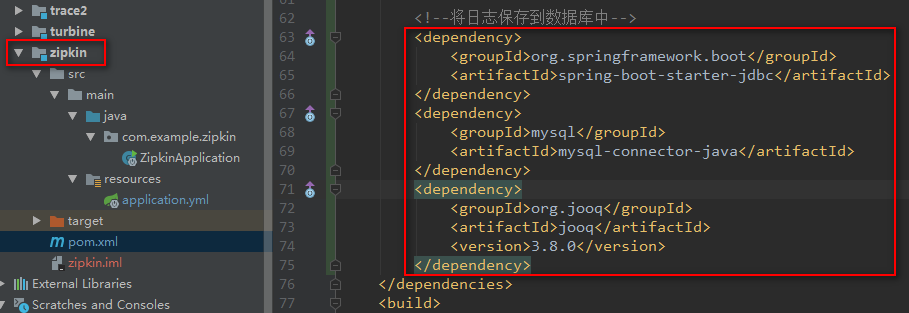 trace2
turbine
zipkin
src
main
java
com.example.zipkin
ZipkinApplication
resources
application.yml
target
pom.xml
zipkin.iml
External Libraries
Scratches and Consoles
62 <!--将日志保存到数据库中-->
63 <dependency>
64 <groupId>org.springframework.boot</groupId>
65 <artifactId>spring-boot-starter-jdbc</artifactId>
66 </dependency>
67 <dependency>
68 <groupId>mysql</groupId>
69 <artifactId>mysql-connector-java</artifactId>
70 </dependency>
71 <dependency>
72 <groupId>org.jooq</groupId>
73 <artifactId>jooq</artifactId>
74 <version>3.8.0</version>
75 </dependency>
76 </dependencies>
77 <build>